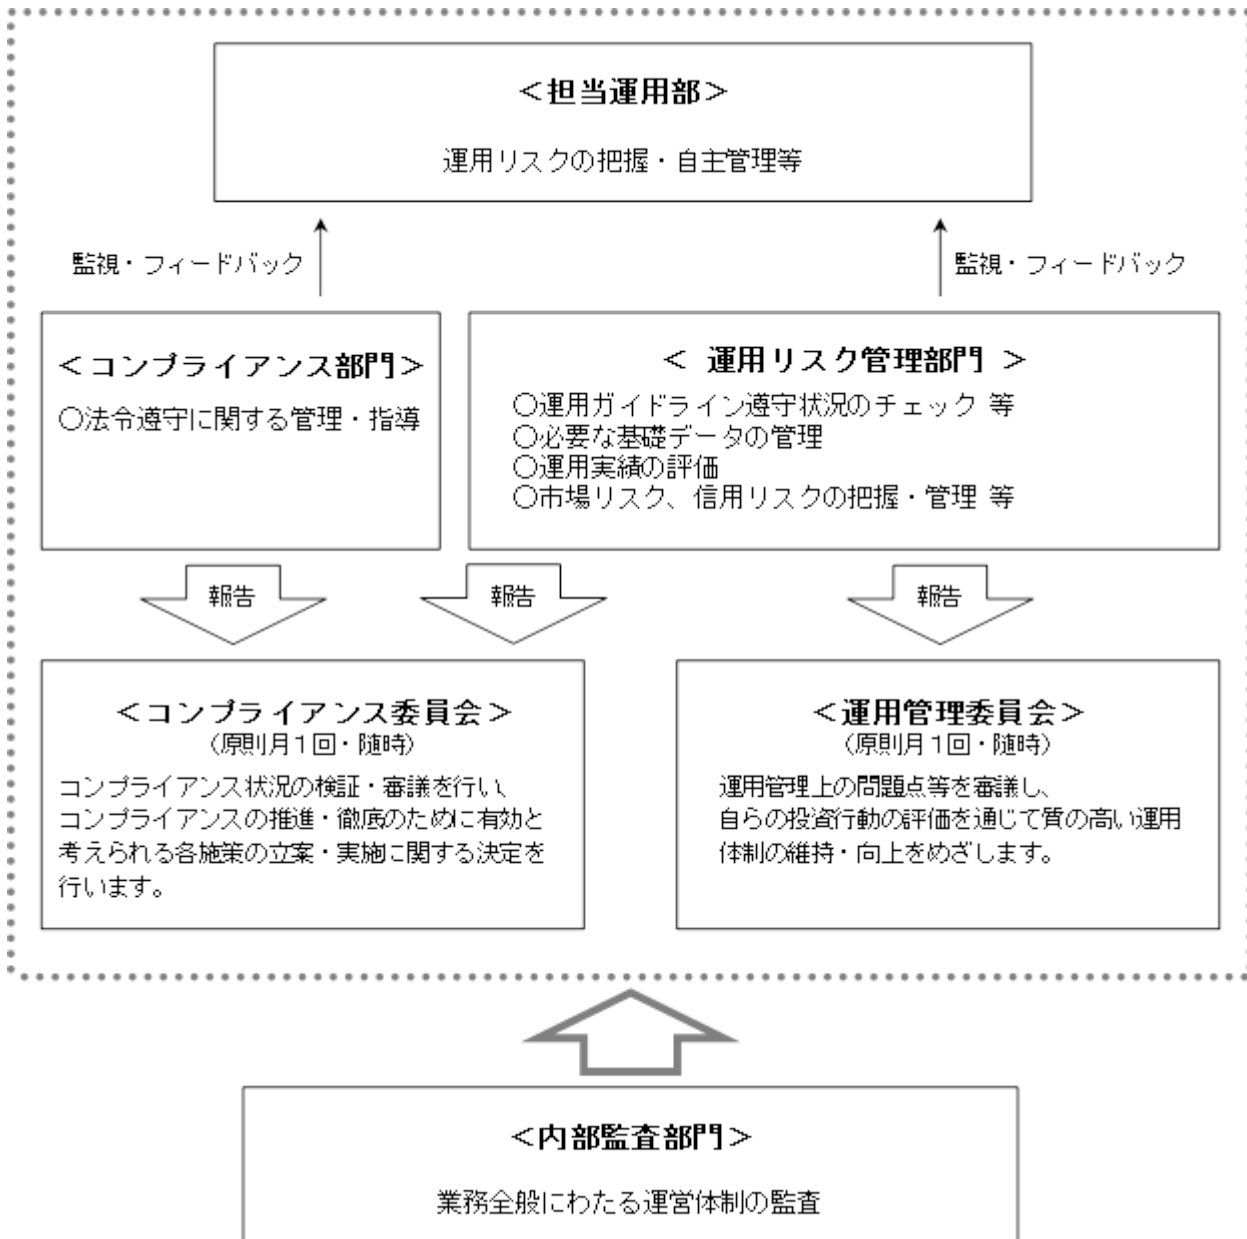 ＜担当運用部＞
運用リスクの把握・自主管理等
監視・フィードバック
監視・フィードバック
＜コンプライアンス部門＞
○法令遵守に関する管理・指導
＜ 運用リスク管理部門 ＞
○運用ガイドライン遵守状況のチェック 等
○必要な基礎データの管理
○運用実績の評価
○市場リスク、信用リスクの把握・管理 等
報告
報告
報告
＜コンプライアンス委員会＞
（原則月１回・随時）
コンプライアンス状況の検証・審議を行い、
コンプライアンスの推進・徹底のために有効と
考えられる各施策の立案・実施に関する決定を
行います。
＜運用管理委員会＞
（原則月１回・随時）
運用管理上の問題点等を審議し、
自らの投資行動の評価を通じて質の高い運用
体制の維持・向上をめざします。
＜内部監査部門＞
業務全般にわたる運営体制の監査